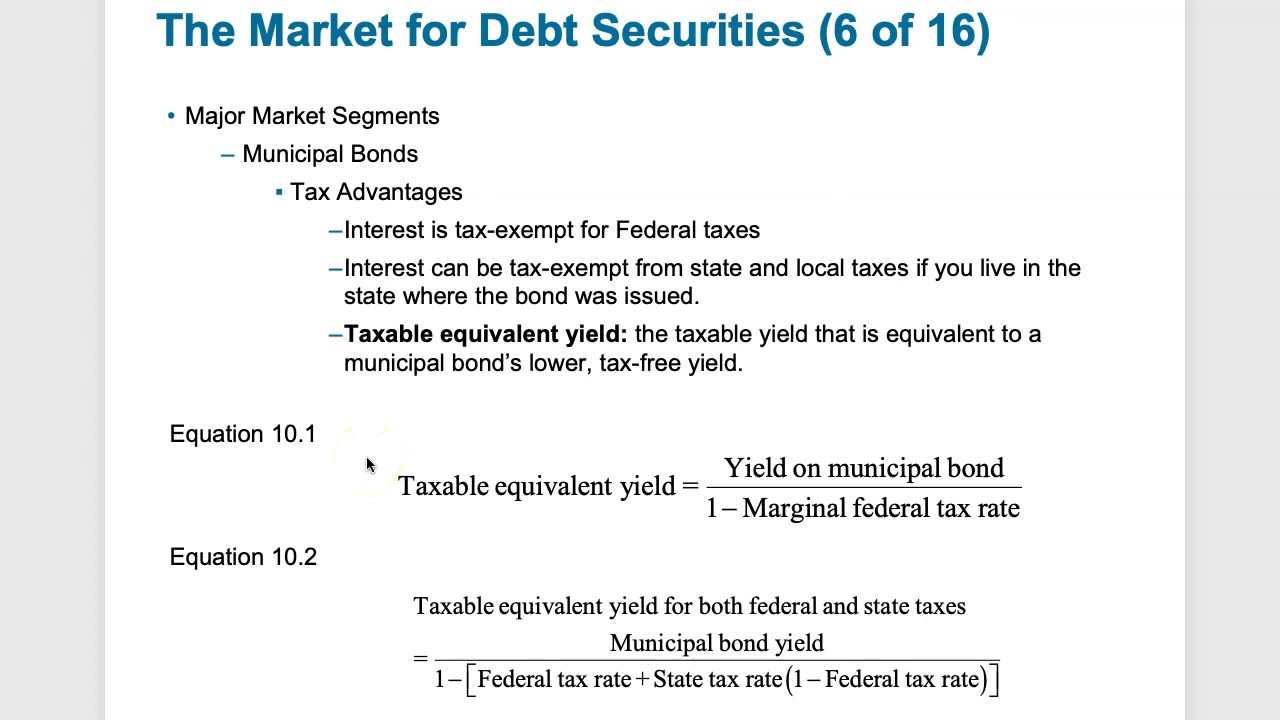 The Market for Debt Securities (6 of 16)
• Major Market Segments
– Municipal Bonds
▪ Tax Advantages
–Interest is tax-exempt for Federal taxes
–Interest can be tax-exempt from state and local taxes if you live in the
state where the bond was issued.
–Taxable equivalent yield: the taxable yield that is equivalent to a
municipal bond’s lower, tax-free yield.
Equation 10.1
Yield on municipal bond
Taxable equivalent yield =
1 – Marginal federal tax rate
Equation 10.2
Taxable equivalent yield for both federal and state taxes
Municipal bond yield
=
1 – [Federal tax rate + State tax rate (1 – Federal tax rate)]